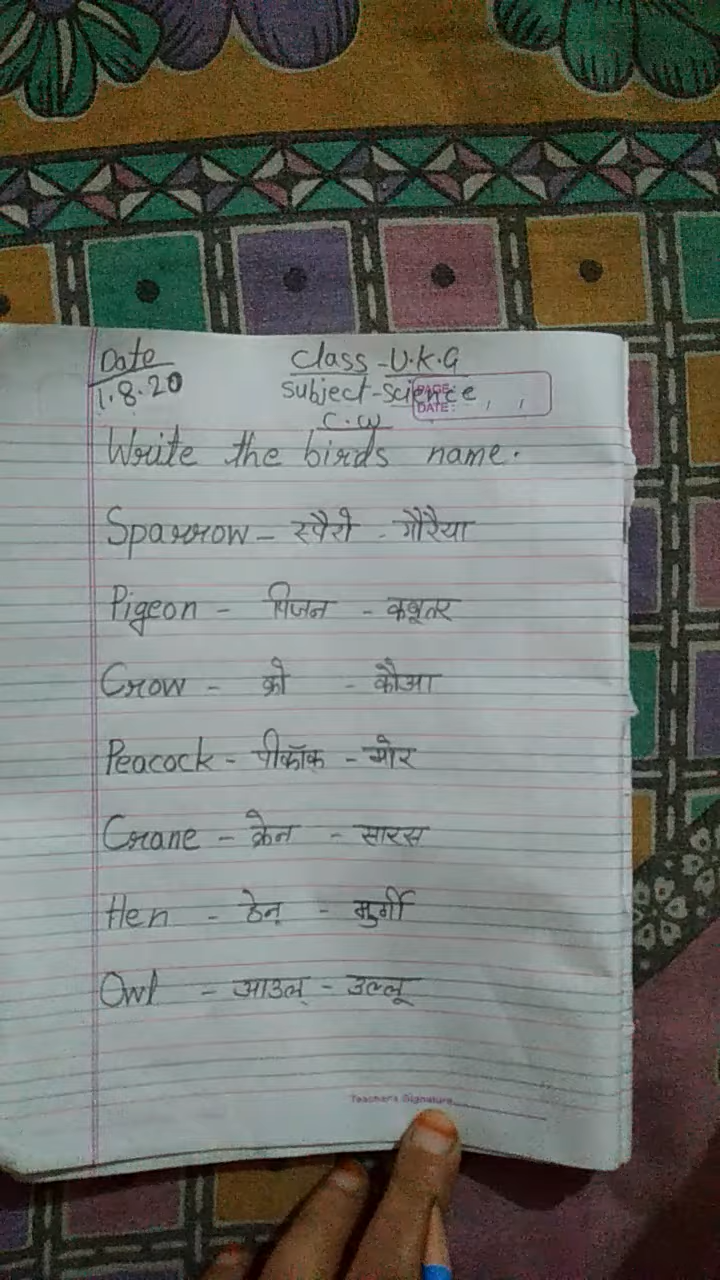 Date
1.8.20
Class-U.K.G
Subject-Science
PAGE:
DATE:
C.W
Write the birds name.
Sparrow - स्पैरो - गौरैया
Pigeon - पिजन - कबूतर
Crow - क्रो - कौआ
Peacock - पीकॉक - मोर
Crane - क्रेन - सारस
Hen - हेन् - मुर्गी
Owl - आउल् - उल्लू
Teacher's Signature